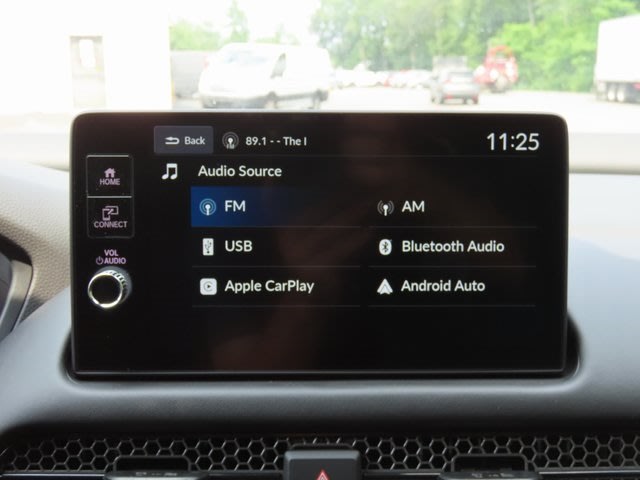 Back 89.1 - - The I 11:25
Audio Source
HOME
FM AM
CONNECT
USB Bluetooth Audio
VOL
AUDIO
Apple CarPlay Android Auto